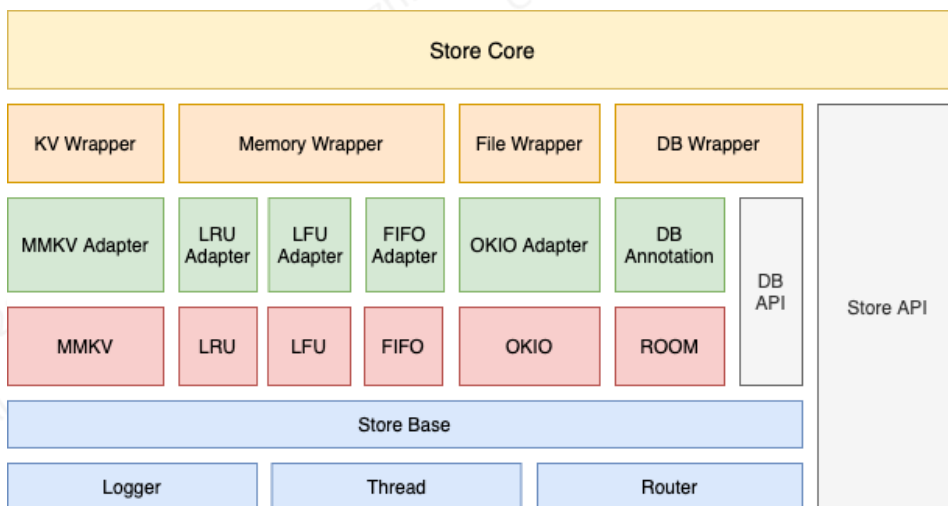 Store Core
KV Wrapper
Memory Wrapper
File Wrapper
DB Wrapper
MMKV Adapter
LRU
Adapter
LFU
Adapter
FIFO
Adapter
OKIO Adapter
DB
Annotation
DB
API
Store API
MMKV
LRU
LFU
FIFO
OKIO
ROOM
Store Base
Logger
Thread
Router